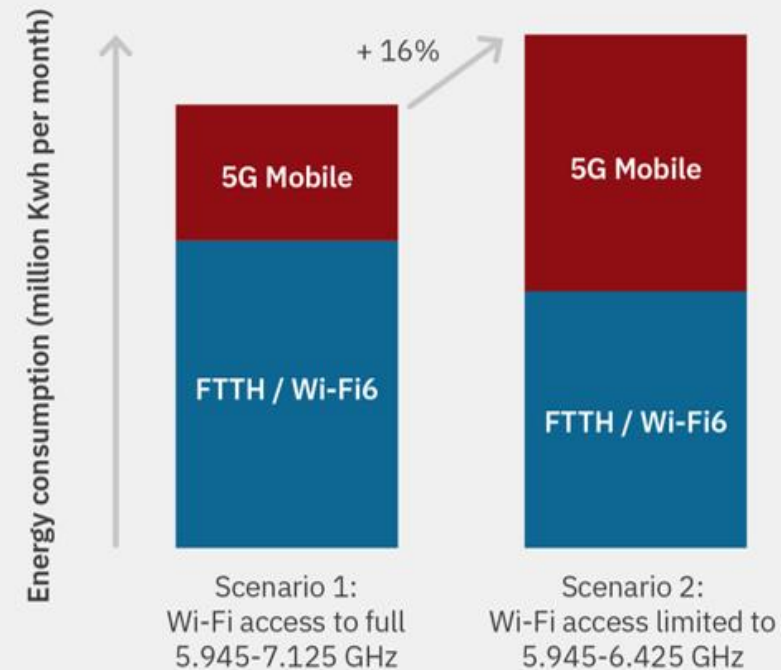 Energy consumption (million Kwh per month)
+ 16%
5G Mobile
FTTH / Wi-Fi6
5G Mobile
FTTH / Wi-Fi6
Scenario 1:
Wi-Fi access to full
5.945-7.125 GHz
Scenario 2:
Wi-Fi access limited to
5.945-6.425 GHz